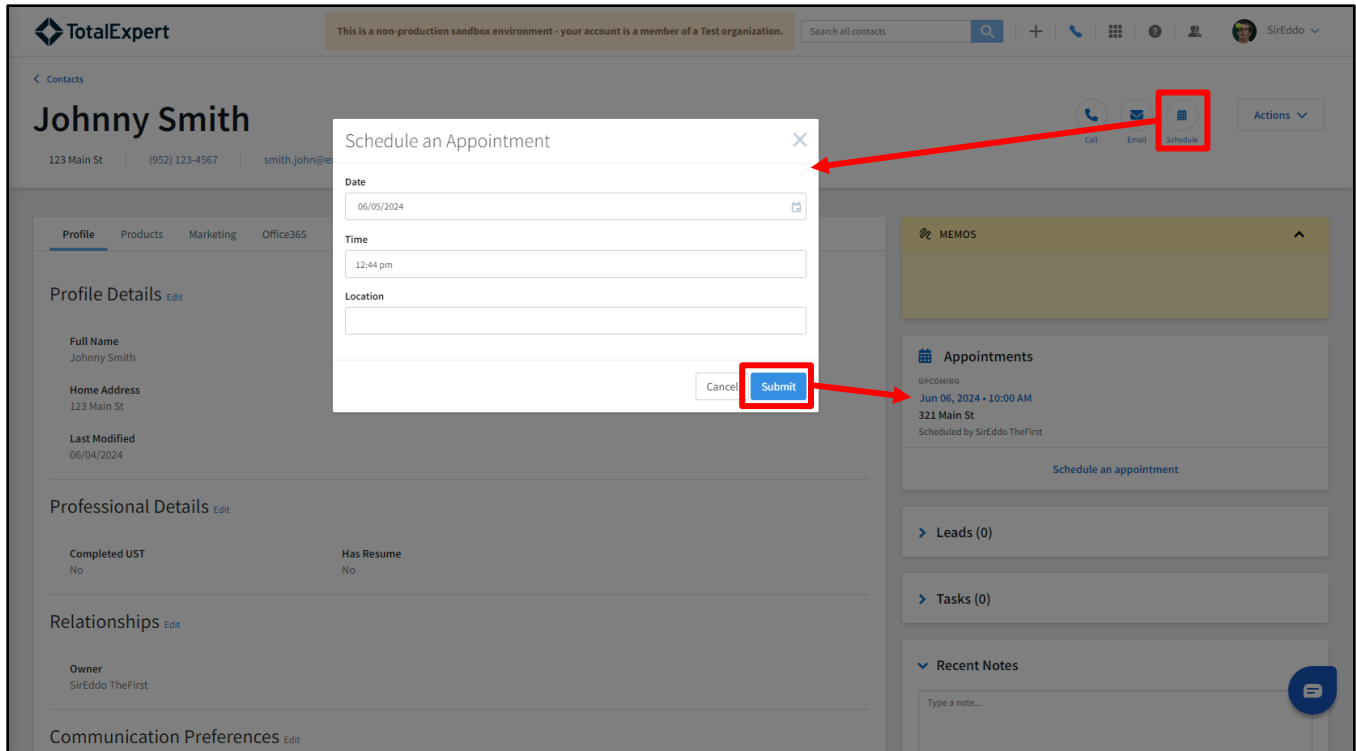 TotalExpert
This is a non-production sandbox environment - your account is a member of a Test organization.
Search all contacts
SirEddo
Contacts
Johnny Smith
123 Main St
(952) 123-4567
smith.john@e
Call
Email
Schedule
Actions
Schedule an Appointment
Date
06/05/2024
Time
12:44 pm
Location
Cancel
Submit
Profile
Products
Marketing
Office365
Profile Details Edit
Full Name
Johnny Smith
Home Address
123 Main St
Last Modified
06/04/2024
Professional Details Edit
Completed UST
No
Has Resume
No
Relationships Edit
Owner
SirEddo TheFirst
Communication Preferences Edit
MEMOS
Appointments
UPCOMING
Jun 06, 2024 • 10:00 AM
321 Main St
Scheduled by SirEddo TheFirst
Schedule an appointment
Leads (0)
Tasks (0)
Recent Notes
Type a note...